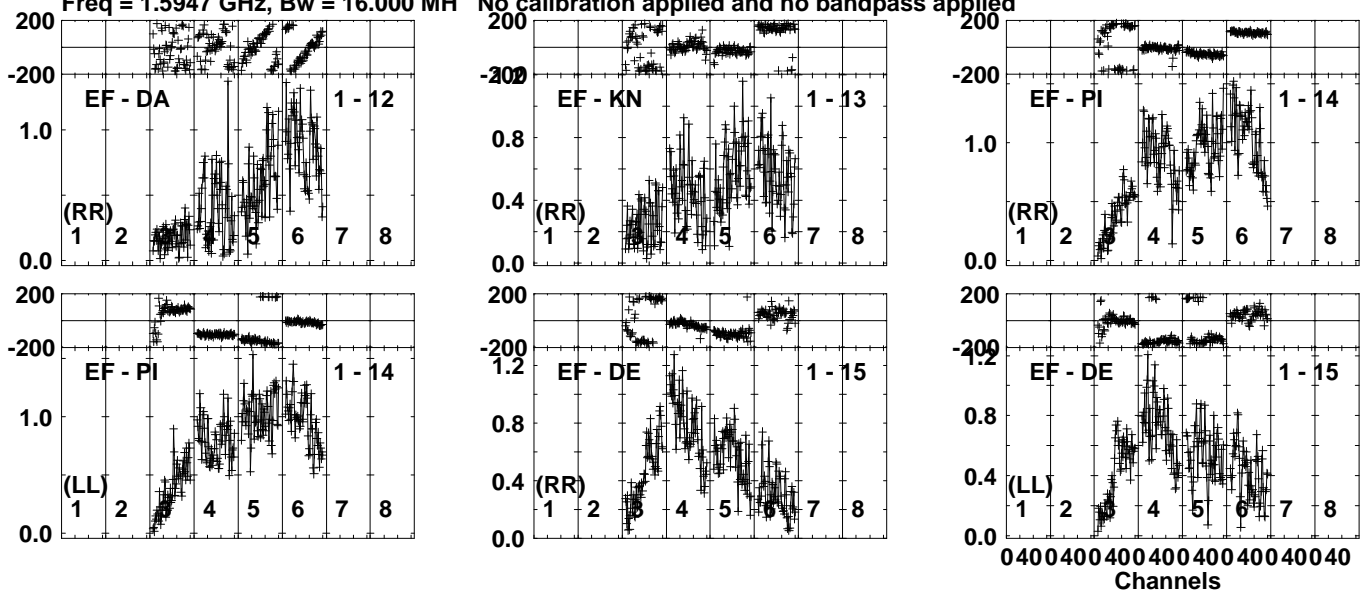 Freq = 1.5947 GHz, Bw = 16.000 MH No calibration applied and no bandpass applied
200
-200
EF - DA 1 - 12
1.0
(RR)
1 2 3 4 5 6 7 8
0.0
200
-200
1.2
EF - KN 1 - 13
0.8
0.4
(RR)
1 2 3 4 5 6 7 8
0.0
200
-200
EF - PI 1 - 14
1.0
(RR)
1 2 3 4 5 6 7 8
0.0
200
-200
EF - PI 1 - 14
1.0
(LL)
1 2 3 4 5 6 7 8
0.0
200
-200
1.2
EF - DE 1 - 15
0.8
0.4
(RR)
1 2 3 4 5 6 7 8
0.0
200
-200
1.2
EF - DE 1 - 15
0.8
0.4
(LL)
1 2 3 4 5 6 7 8
0.0
0 40 0 40 0 40 0 40 0 40 0 40 0 40 0 40
Channels